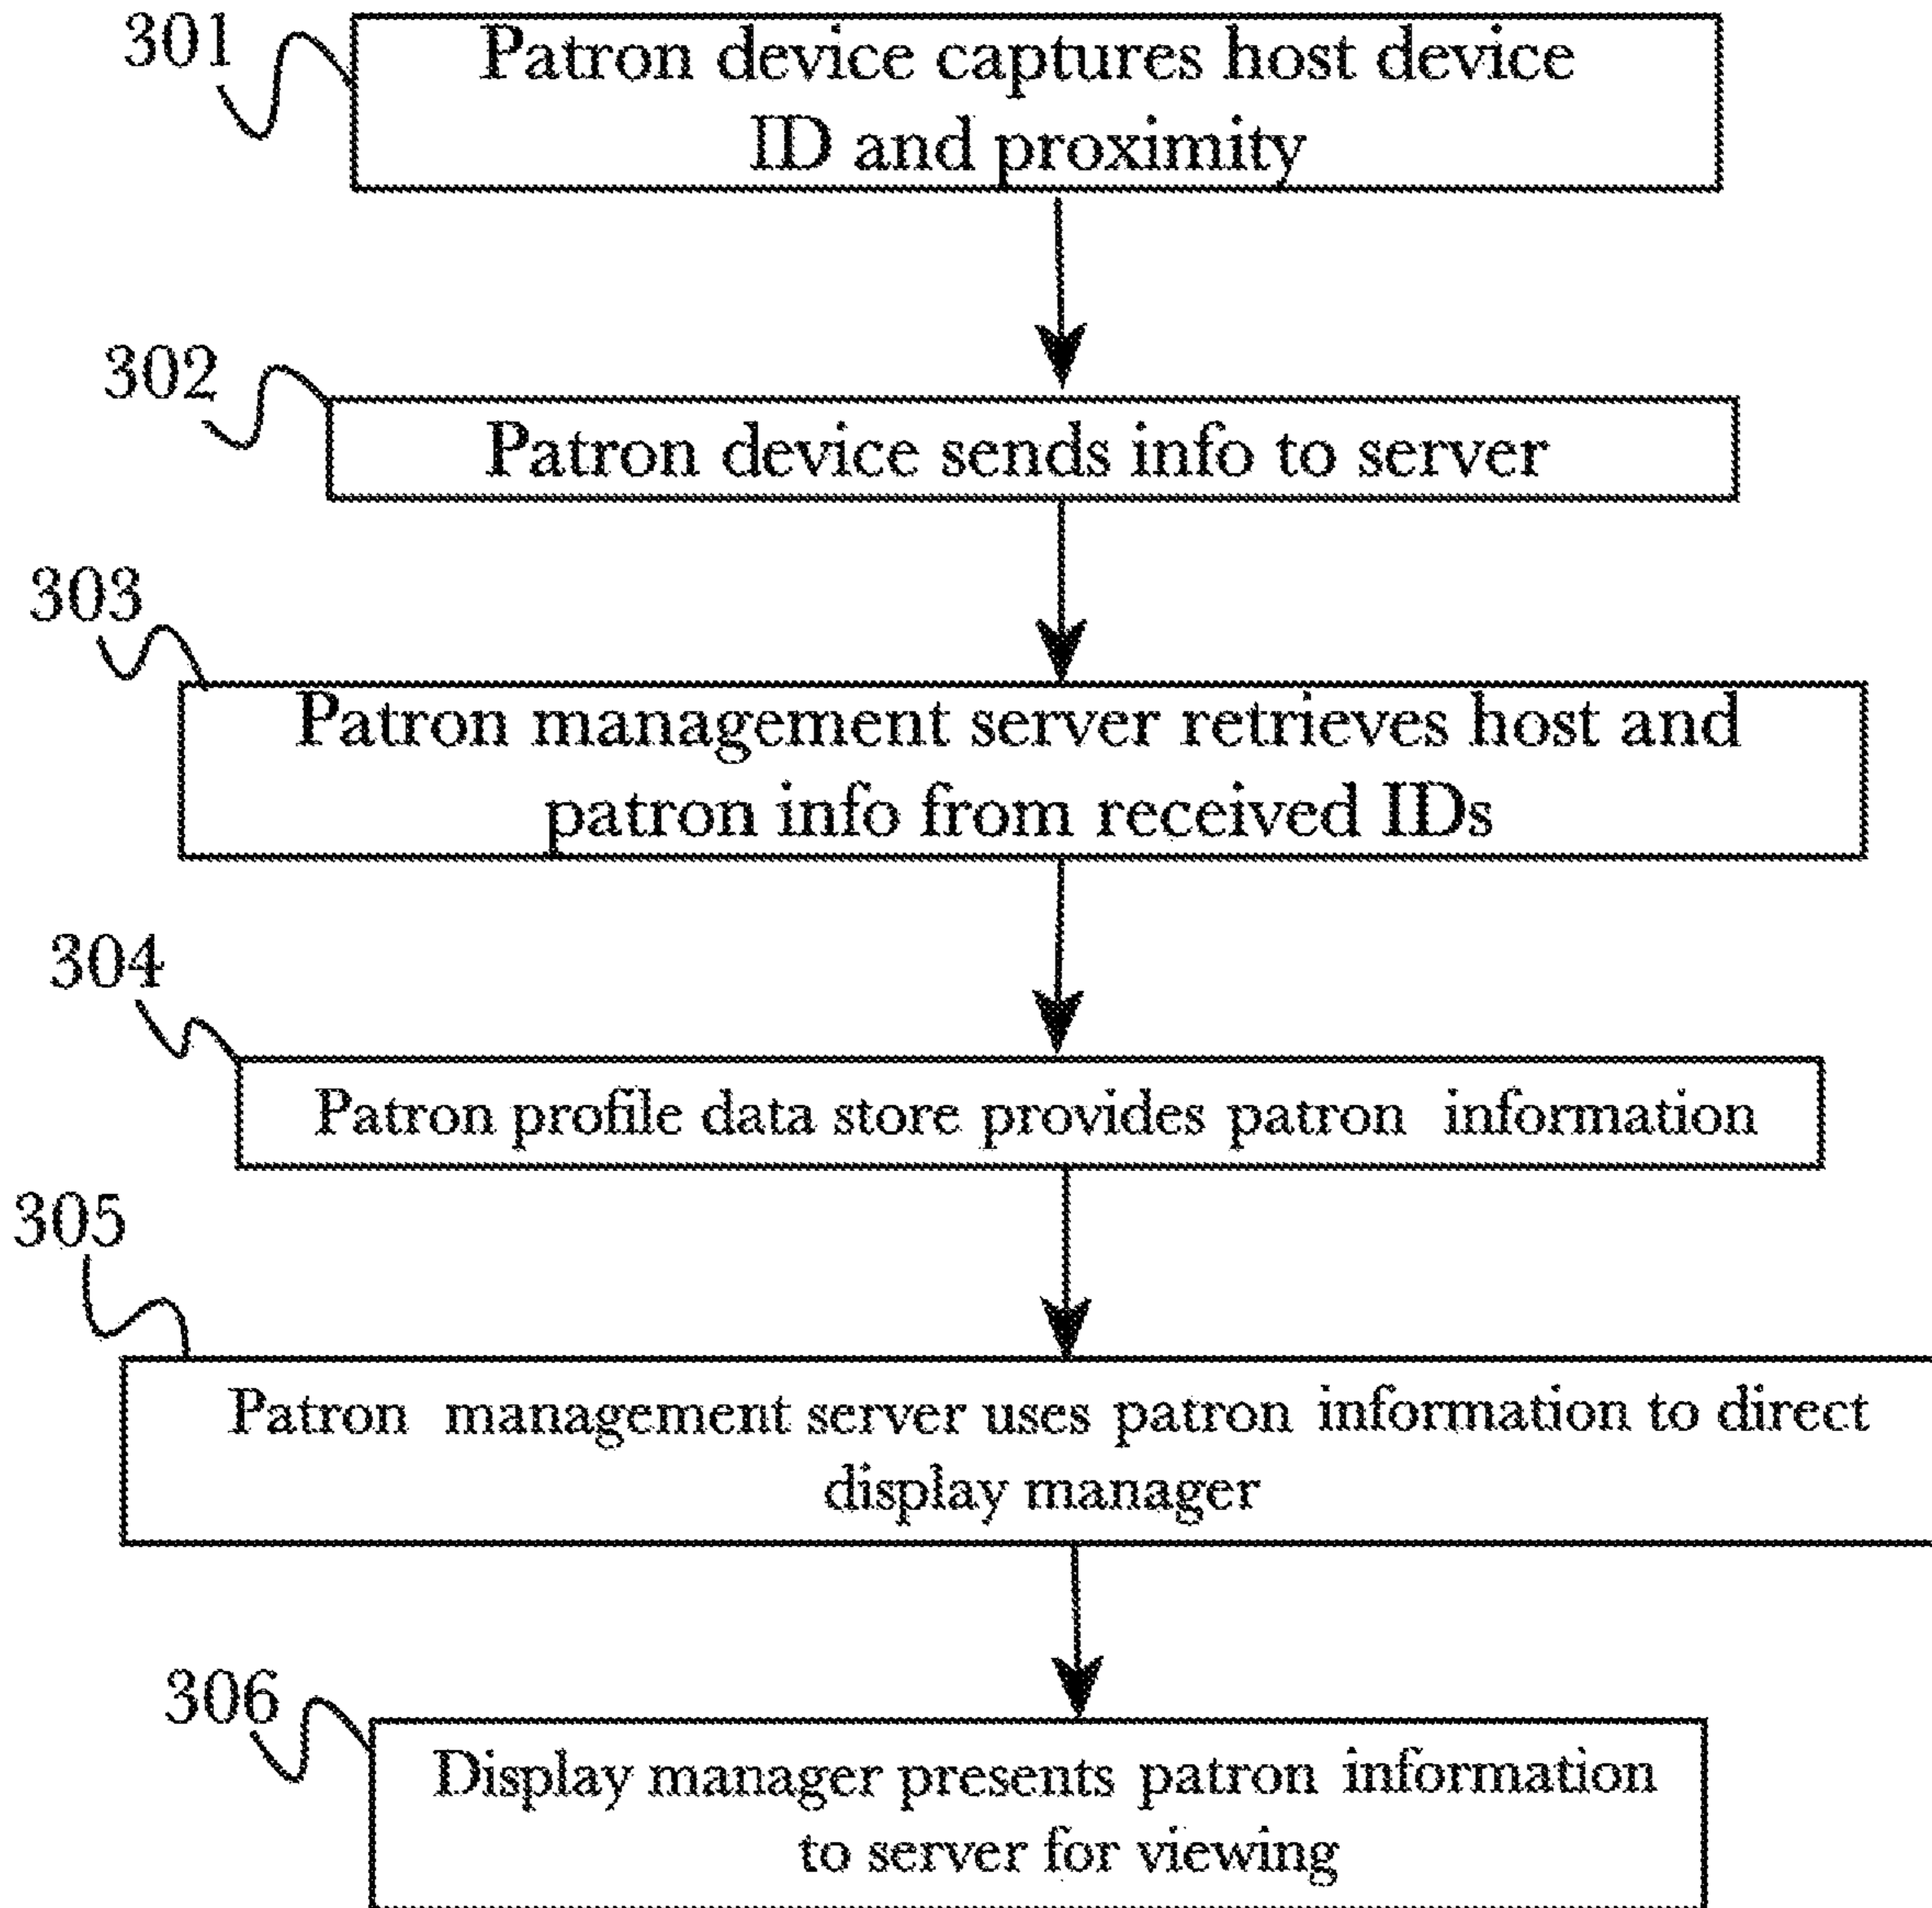 301
Patron device captures host device
ID and proximity
302
Patron device sends info to server
303
Patron management server retrieves host and
patron info from received IDs
304
Patron profile data store provides patron information
305
Patron management server uses patron information to direct
display manager
306
Display manager presents patron information
to server for viewing